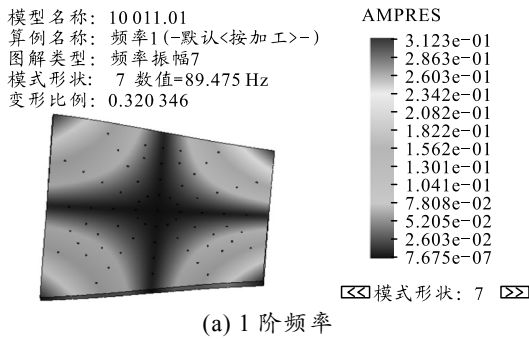 模型名称：10 011.01
算例名称：频率1(-默认<按加工>-)
图解类型：频率振幅7
模式形状：7 数值=89.475 Hz
变形比例：0.320 346
AMPRES
3.123e-01
2.863e-01
2.603e-01
2.342e-01
2.082e-01
1.822e-01
1.562e-01
1.301e-01
1.041e-01
7.808e-02
5.205e-02
2.603e-02
7.675e-07
模式形状：7
(a) 1 阶频率